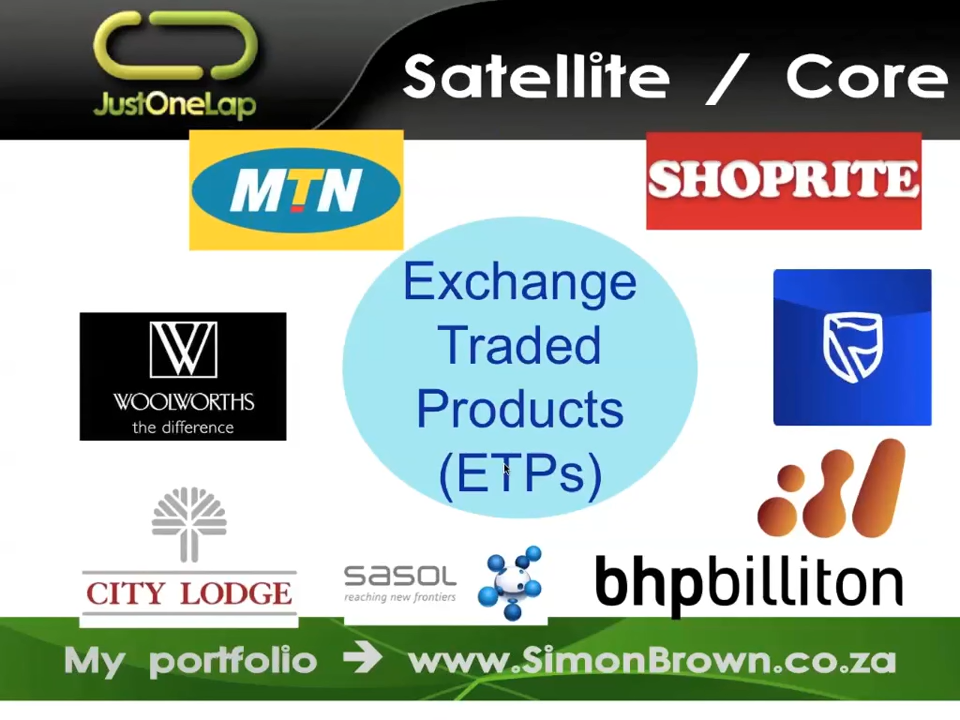 JustOneLap
Satellite / Core
MTN
SHOPRITE
Exchange
Traded
Products
(ETPs)
W
WOOLWORTHS
the difference
CITY LODGE
sasol
reaching new frontiers
bhpbilliton
My portfolio → www.SimonBrown.co.za